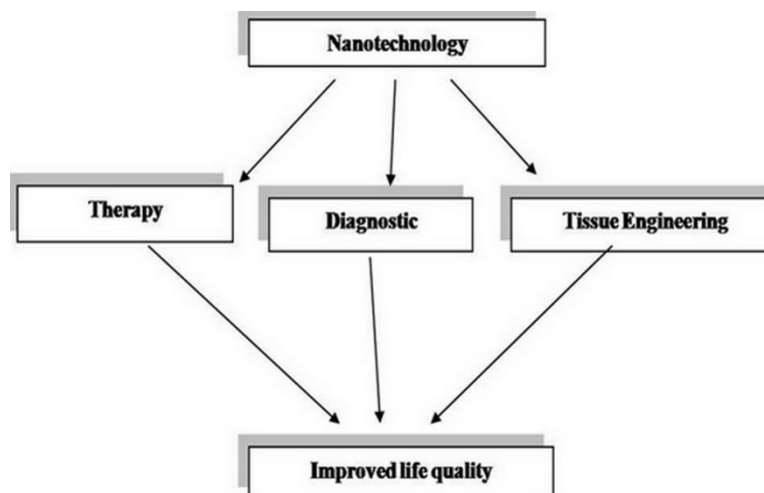 Nanotechnology
Therapy
Diagnostic
Tissue Engineering
Improved life quality